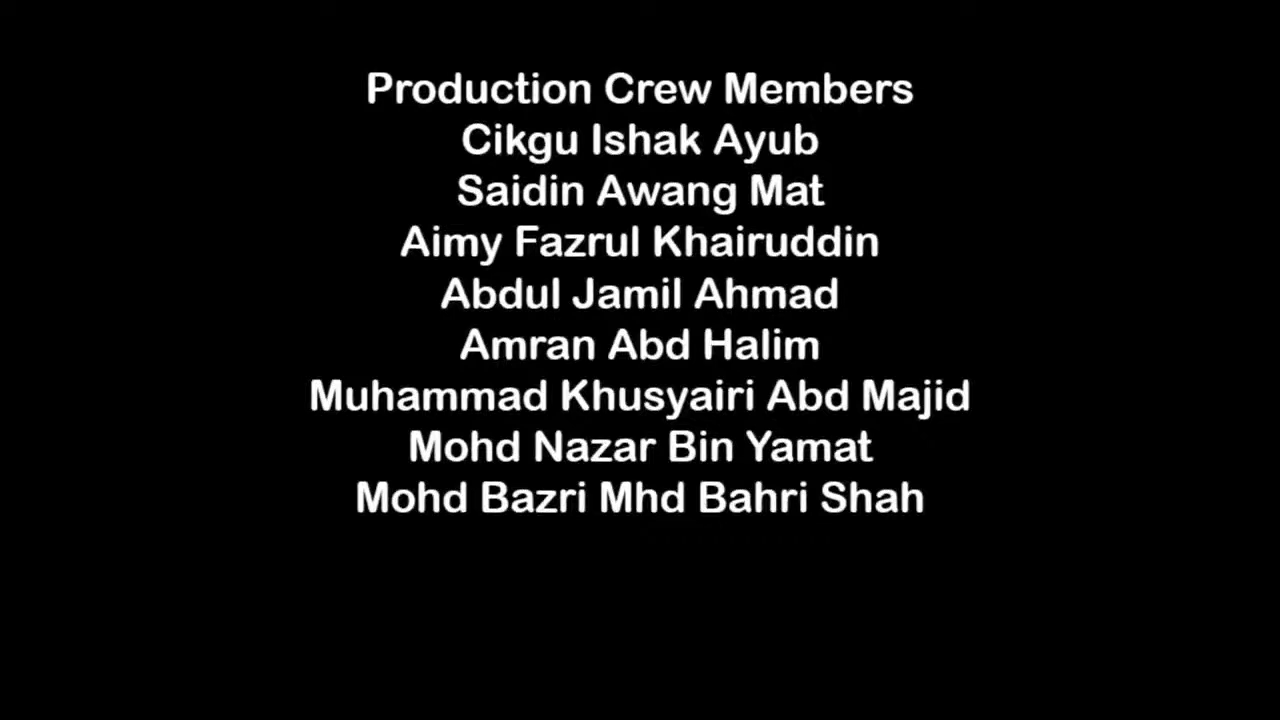 Production Crew Members
Cikgu Ishak Ayub
Saidin Awang Mat
Aimy Fazrul Khairuddin
Abdul Jamil Ahmad
Amran Abd Halim
Muhammad Khusyairi Abd Majid
Mohd Nazar Bin Yamat
Mohd Bazri Mhd Bahri Shah